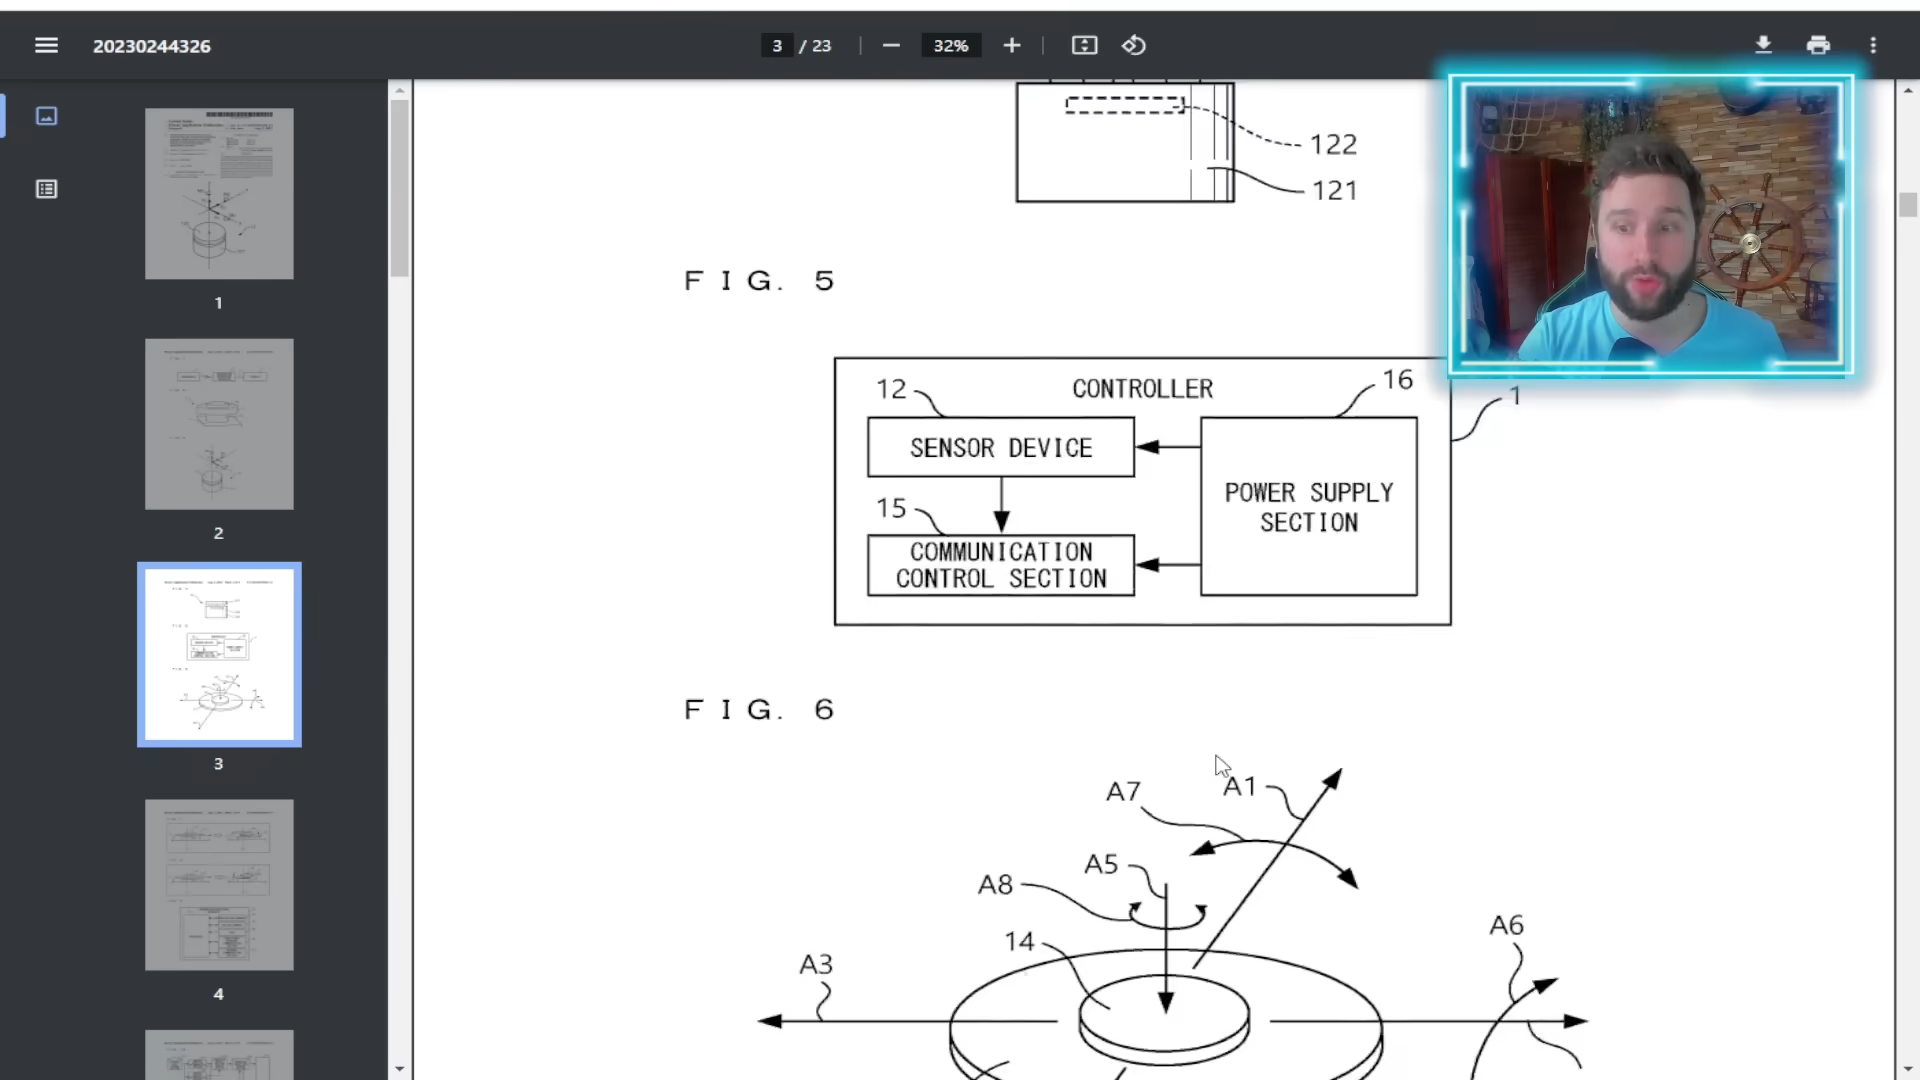 20230244326
3 / 23
32%
1
2
3
4
122
121
F I G. 5
12
CONTROLLER
16
1
SENSOR DEVICE
15
POWER SUPPLY
SECTION
COMMUNICATION
CONTROL SECTION
F I G. 6
A7
A1
A5
A8
14
A6
A3